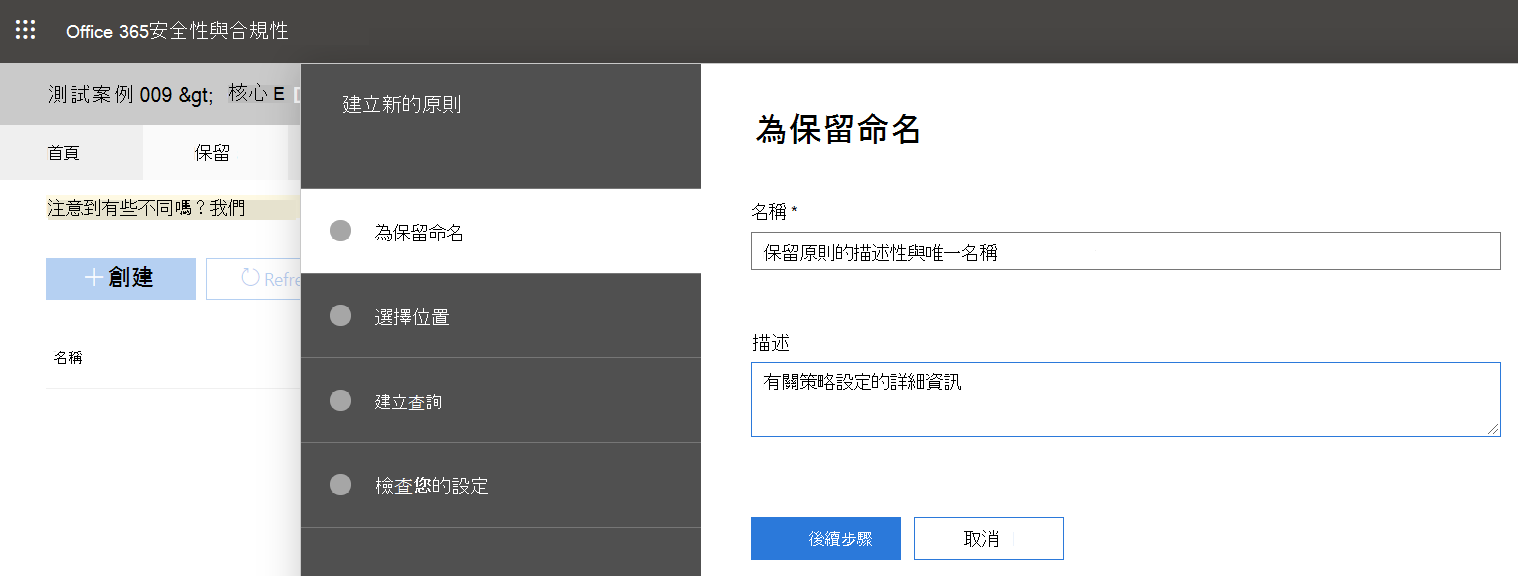 Office 365安全性與合規性
測試案例 009 &gt; 核心 E
首頁
保留
注意到有些不同嗎？我們
創建
名稱
建立新的原則
為保留命名
選擇位置
建立查詢
檢查您的設定
為保留命名
名稱 *
保留原則的描述性與唯一名稱
描述
有關策略設定的詳細資訊
後續步驟
取消